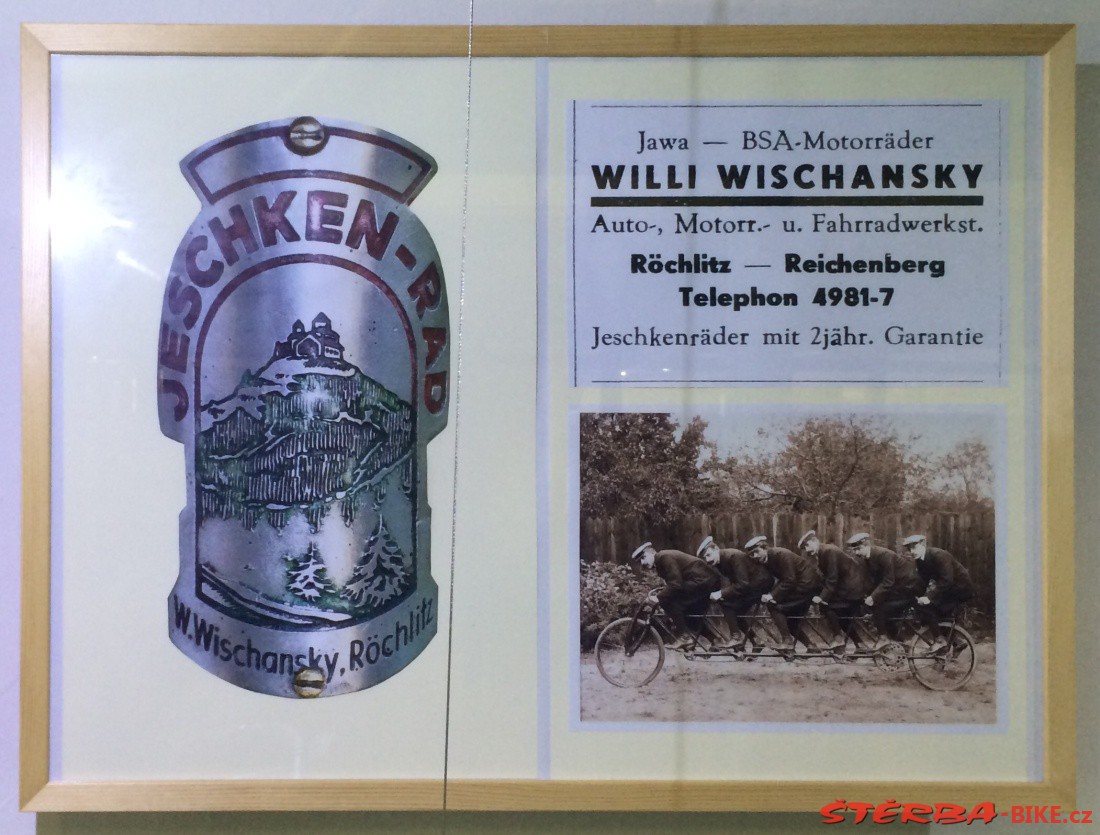 JESCHKEN-RAD
W. Wischansky, Röchlitz
Jawa — BSA-Motorräder
WILLI WISCHANSKY
Auto-, Motorr.- u. Fahrradwerkst.
Röchlitz — Reichenberg
Telephon 4981-7
Jeschkenräder mit 2jähr. Garantie
ŠTĚRBA-BIKE.cz